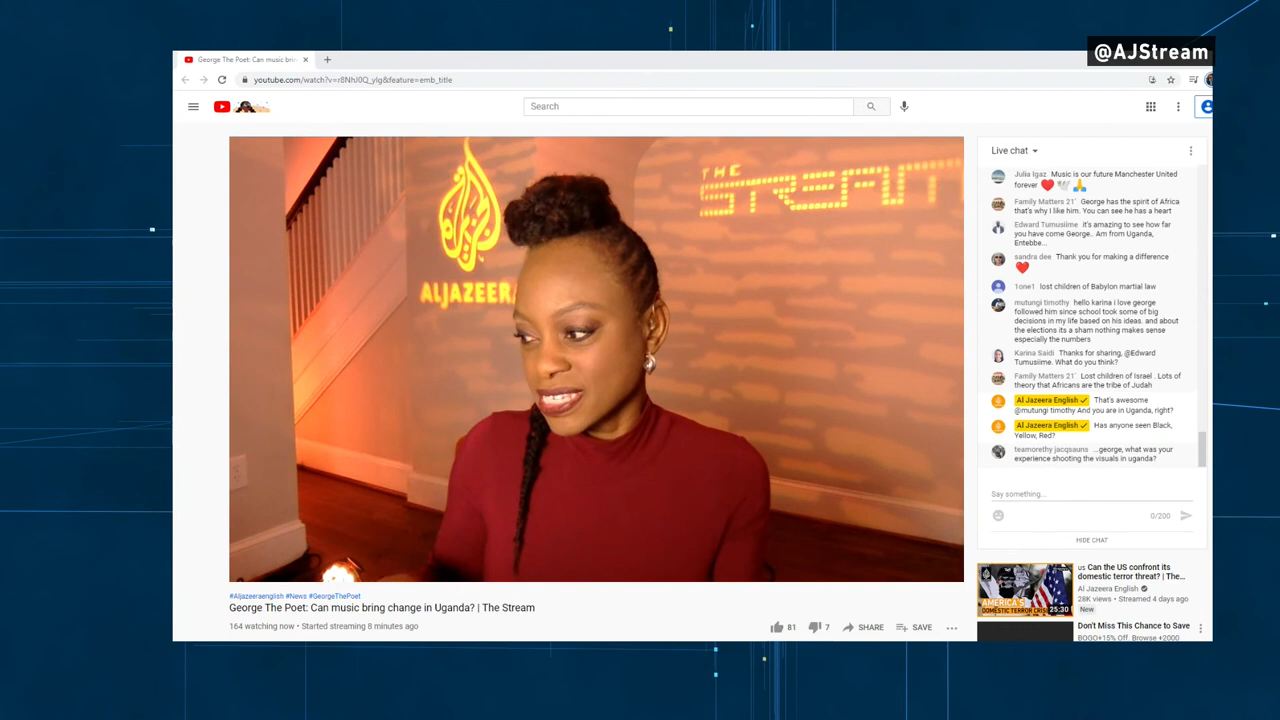 @AJStream
George The Poet: Can music brin
youtube.com/watch?v=r8NhJ0Q_yIg&feature=emb_title
Search
ALJAZEERA
THE
STREAM
Live chat
Julia Igaz Music is our future Manchester United
forever ❤️🕊️🙏
Family Matters 21' George has the spirit of Africa
that's why I like him. You can see he has a heart
Edward Tumusiime it's amazing to see how far
you have come George.. Am from Uganda,
Entebbe...
sandra dee Thank you for making a difference
❤️
1one1 lost children of Babylon martial law
mutungi timothy hello karina i love george
followed him since school took some of big
decisions in my life based on his ideas. and about
the elections its a sham nothing makes sense
especially the numbers
Karina Saidi Thanks for sharing, @Edward
Tumusiime. What do you think?
Family Matters 21' Lost children of Israel . Lots of
theory that Africans are the tribe of Judah
Al Jazeera English ✓ That's awesome
@mutungi timothy And you are in Uganda, right?
Al Jazeera English ✓ Has anyone seen Black,
Yellow, Red?
teamorethy jacqsauns ...george, what was your
experience shooting the visuals in uganda?
Say something...
0/200
HIDE CHAT
#Aljazeeraenglish #News #GeorgeThePoet
George The Poet: Can music bring change in Uganda? | The Stream
164 watching now • Started streaming 8 minutes ago
81 7 SHARE SAVE
us Can the US confront its
domestic terror threat? | The...
Al Jazeera English
28K views • Streamed 4 days ago
New
AMERICA'S
DOMESTIC TERROR CRISIS
25:30
Don't Miss This Chance to Save
BOGO+15% Off. Browse +2000